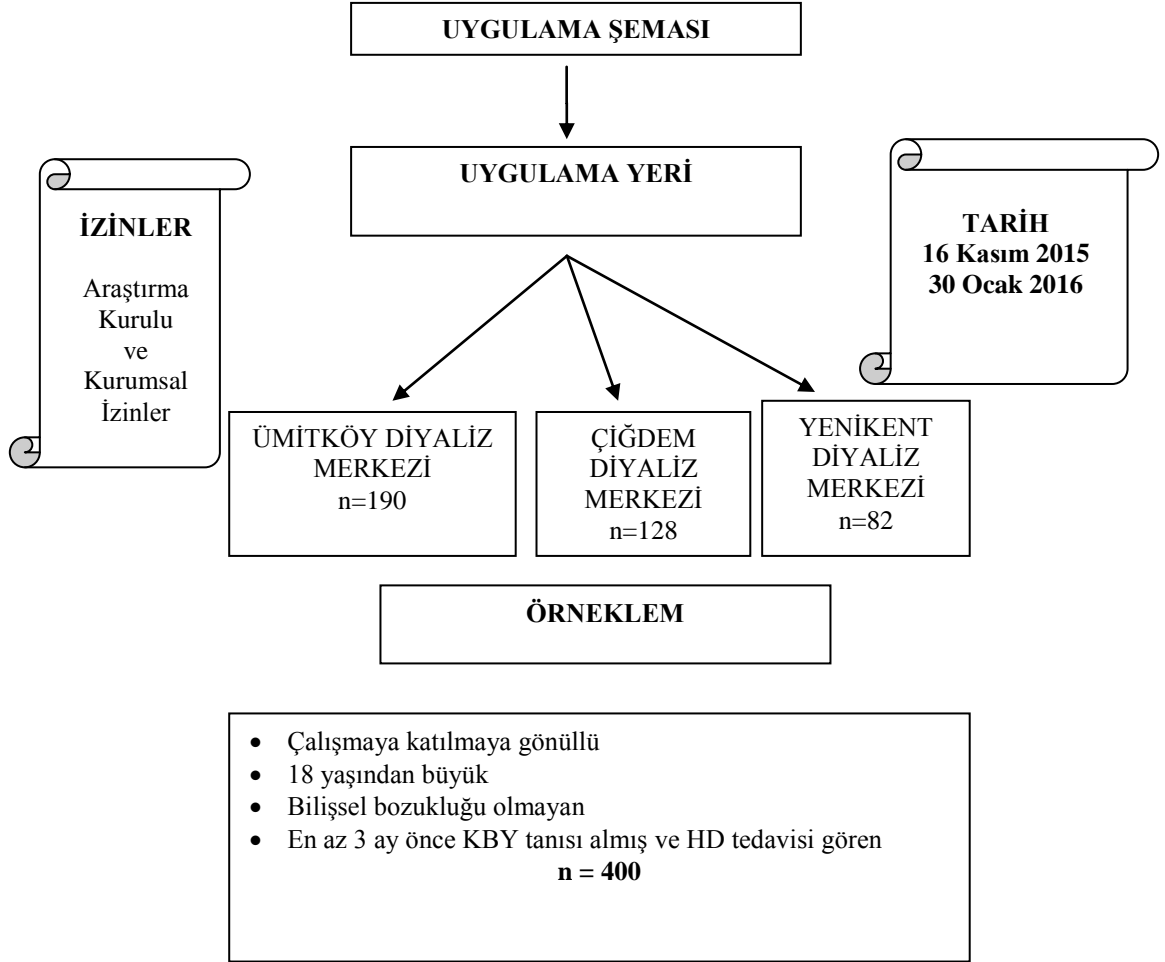 UYGULAMA ŞEMASI
UYGULAMA YERİ
İZİNLER
Araştırma
Kurulu
ve
Kurumsal
İzinler
TARİH
16 Kasım 2015
30 Ocak 2016
ÜMİTKÖY DİYALİZ
MERKEZİ
n=190
ÇİĞDEM
DİYALİZ
MERKEZİ
n=128
YENİKENT
DİYALİZ
MERKEZİ
n=82
ÖRNEKLEM
• Çalışmaya katılmaya gönüllü
• 18 yaşından büyük
• Bilişsel bozukluğu olmayan
• En az 3 ay önce KBY tanısı almış ve HD tedavisi gören
n = 400